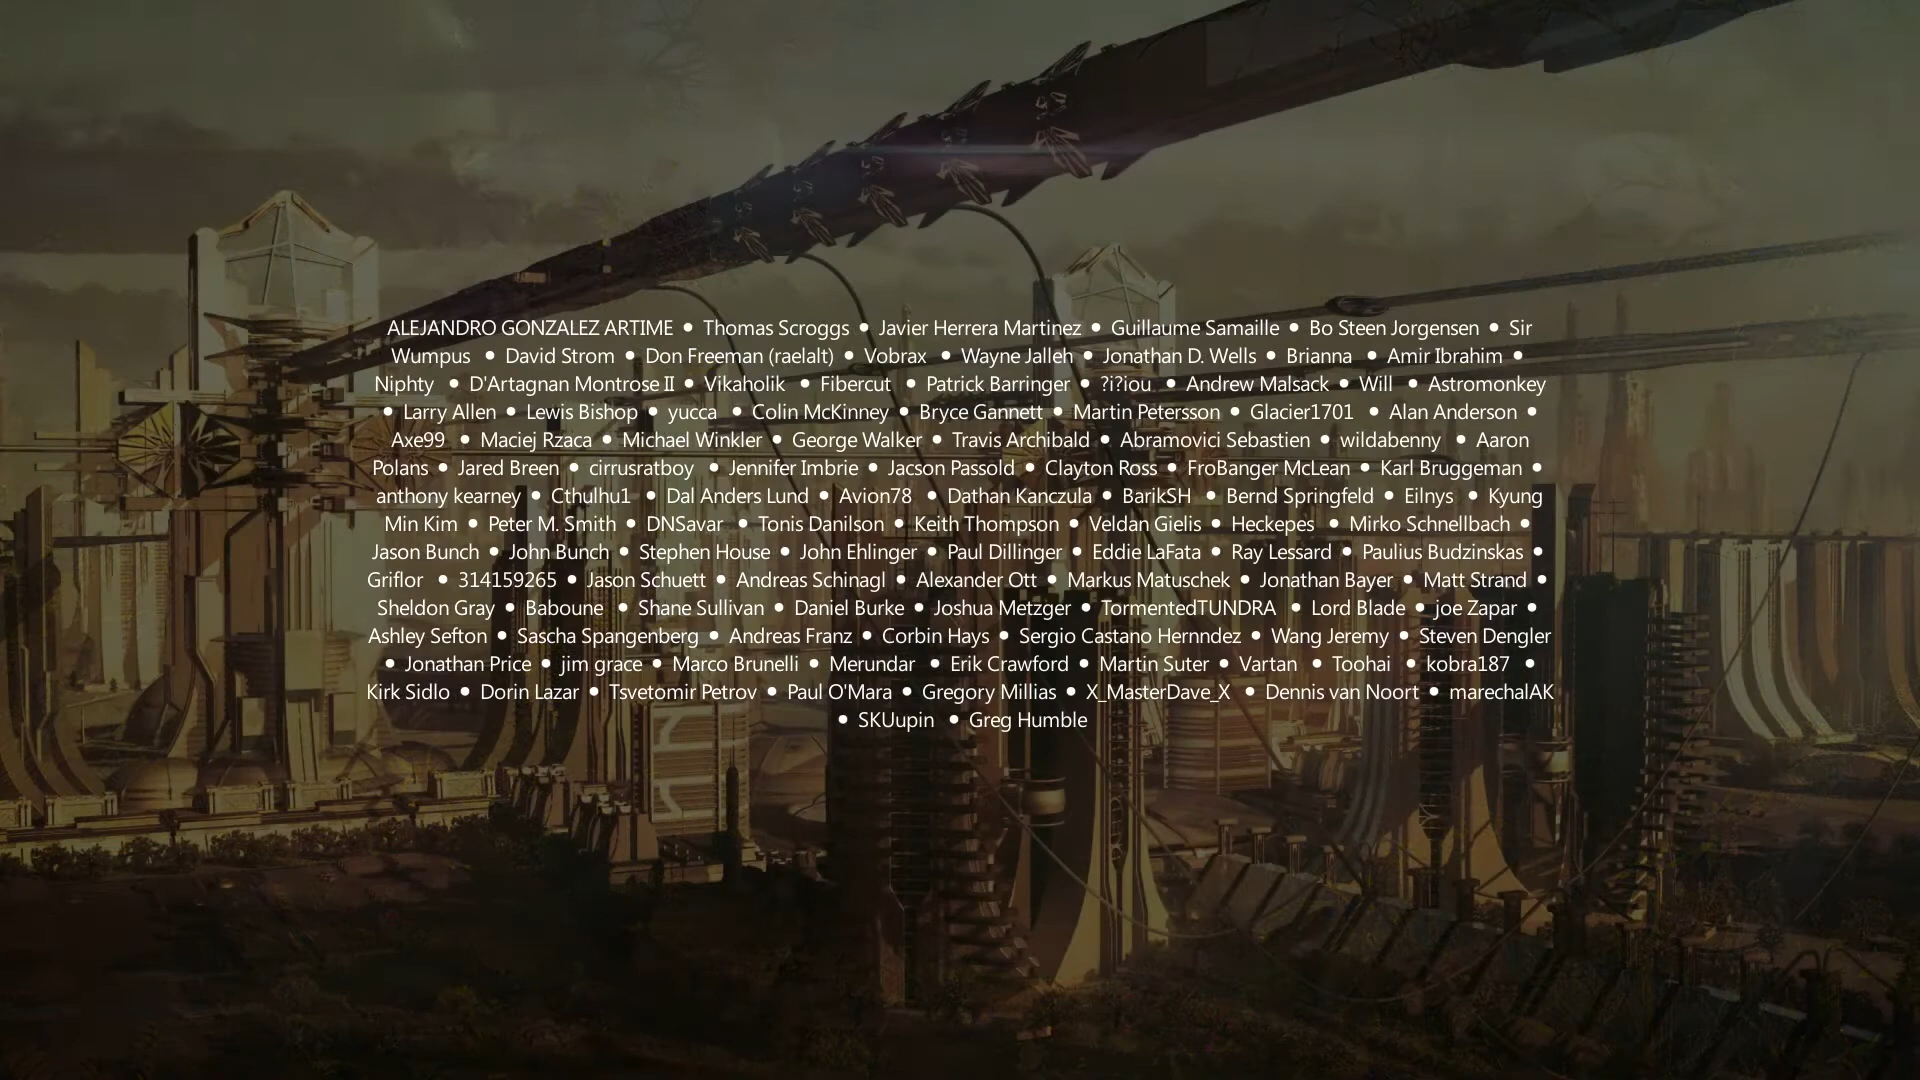 ALEJANDRO GONZALEZ ARTIME • Thomas Scroggs • Javier Herrera Martinez • Guillaume Samaille • Bo Steen Jorgensen • Sir
Wumpus • David Strom • Don Freeman (raelalt) • Vobrax • Wayne Jalleh • Jonathan D. Wells • Brianna • Amir Ibrahim •
Niphty • D'Artagnan Montrose II • Vikaholik • Fibercut • Patrick Barringer • ?i?iou • Andrew Malsack • Will • Astromonkey
• Larry Allen • Lewis Bishop • yucca • Colin McKinney • Bryce Gannett • Martin Petersson • Glacier1701 • Alan Anderson •
Axe99 • Maciej Rzaca • Michael Winkler • George Walker • Travis Archibald • Abramovici Sebastien • wildabenny • Aaron
Polans • Jared Breen • cirrusratboy • Jennifer Imbrie • Jacson Passold • Clayton Ross • FroBanger McLean • Karl Bruggeman •
anthony kearney • Cthulhu1 • Dal Anders Lund • Avion78 • Dathan Kanczula • BarikSH • Bernd Springfeld • Eilnys • Kyung
Min Kim • Peter M. Smith • DNSavar • Tonis Danilson • Keith Thompson • Veldan Gielis • Heckepes • Mirko Schnellbach •
Jason Bunch • John Bunch • Stephen House • John Ehlinger • Paul Dillinger • Eddie LaFata • Ray Lessard • Paulius Budzinskas •
Griflor • 314159265 • Jason Schuett • Andreas Schinagl • Alexander Ott • Markus Matuschek • Jonathan Bayer • Matt Strand •
Sheldon Gray • Baboune • Shane Sullivan • Daniel Burke • Joshua Metzger • TormentedTUNDRA • Lord Blade • joe Zapar •
Ashley Sefton • Sascha Spangenberg • Andreas Franz • Corbin Hays • Sergio Castano Hernndez • Wang Jeremy • Steven Dengler
• Jonathan Price • jim grace • Marco Brunelli • Merundar • Erik Crawford • Martin Suter • Vartan • Toohai • kobra187 •
Kirk Sidlo • Dorin Lazar • Tsvetomir Petrov • Paul O'Mara • Gregory Millias • X_MasterDave_X • Dennis van Noort • marechalAK
• SKUupin • Greg Humble